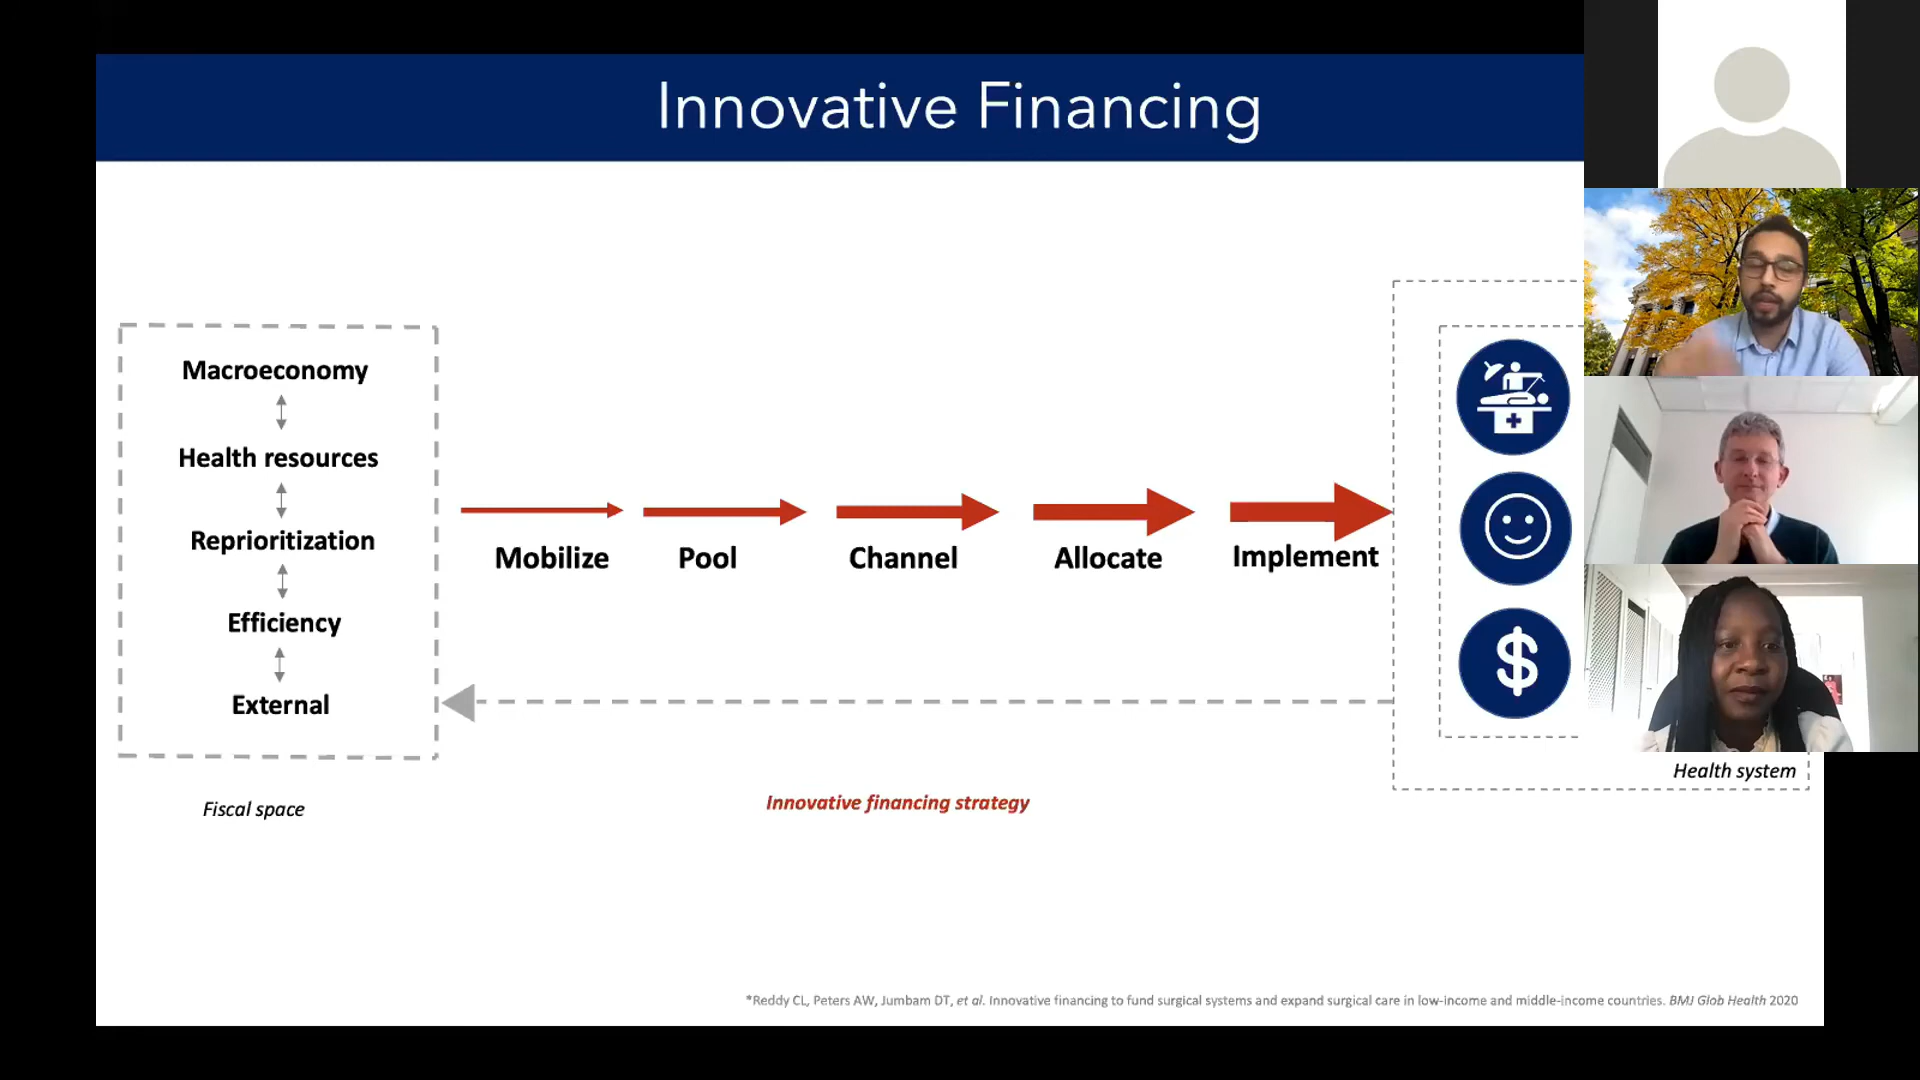 Innovative Financing
Macroeconomy
Health resources
Reprioritization
Efficiency
External
Fiscal space
Mobilize
Pool
Channel
Allocate
Implement
Innovative financing strategy
$
Health system
*Reddy CL, Peters AW, Jumbam DT, et al. Innovative financing to fund surgical systems and expand surgical care in low-income and middle-income countries. BMJ Glob Health 2020